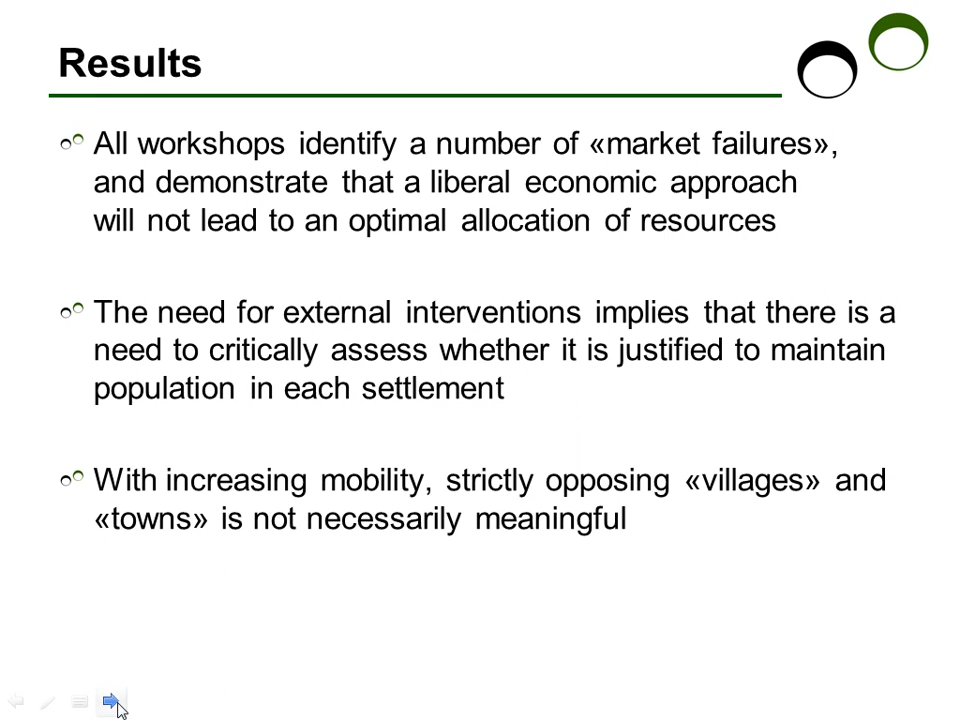 Results
All workshops identify a number of «market failures»,
and demonstrate that a liberal economic approach
will not lead to an optimal allocation of resources
The need for external interventions implies that there is a
need to critically assess whether it is justified to maintain
population in each settlement
With increasing mobility, strictly opposing «villages» and
«towns» is not necessarily meaningful